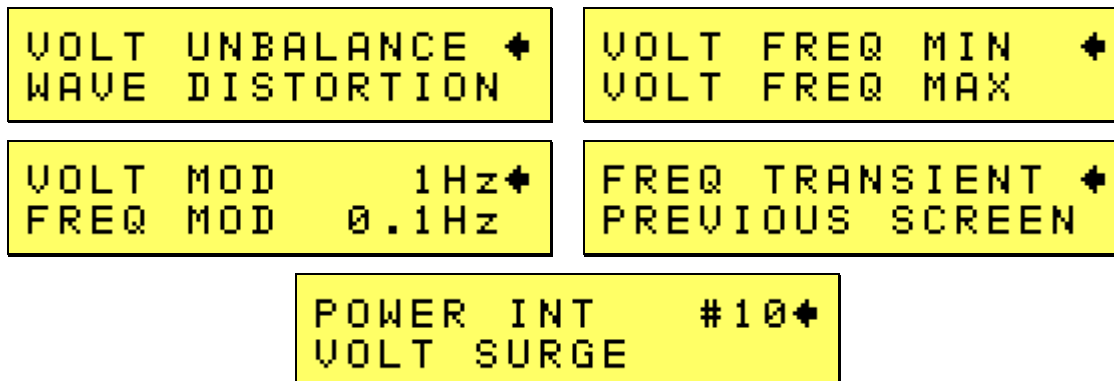 VOLT UNBALANCE
WAVE DISTORTION
VOLT FREQ MIN
VOLT FREQ MAX
VOLT MOD 1Hz
FREQ MOD 0.1Hz
FREQ TRANSIENT
PREVIOUS SCREEN
POWER INT #10
VOLT SURGE